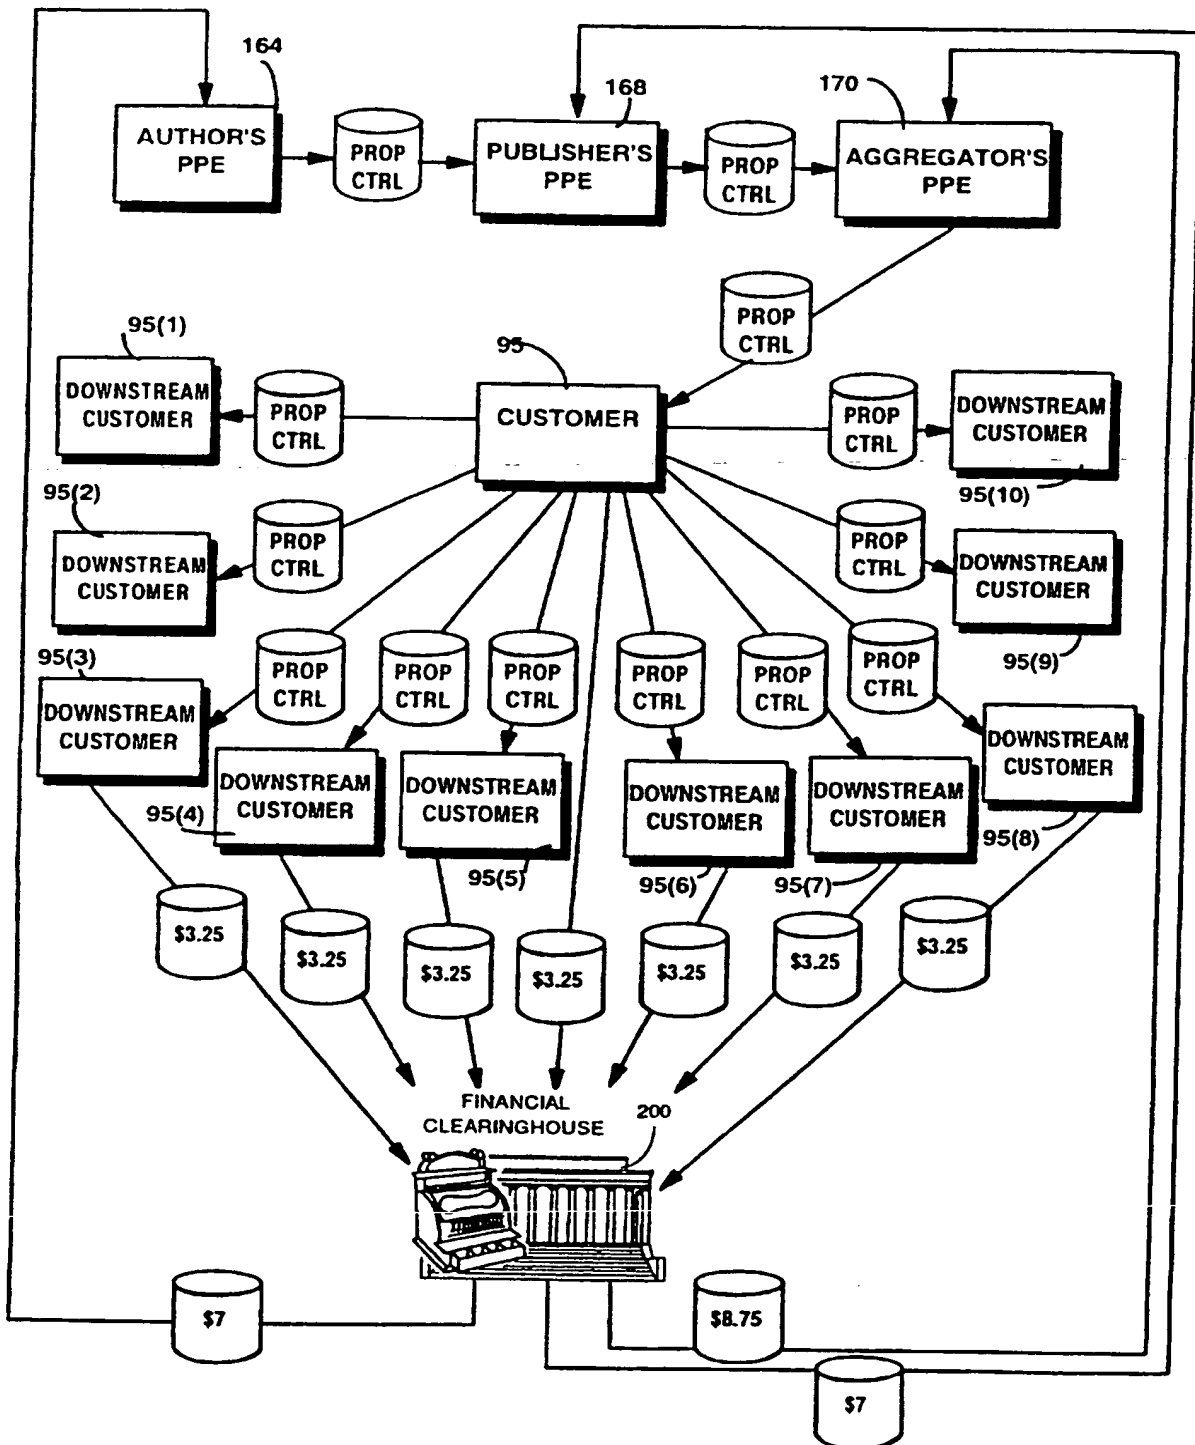 164
168
170
AUTHOR'S
PPE
PROP
CTRL
PUBLISHER'S
PPE
PROP
CTRL
AGGREGATOR'S
PPE
PROP
CTRL
95(1)
95
DOWNSTREAM
CUSTOMER
PROP
CTRL
CUSTOMER
PROP
CTRL
DOWNSTREAM
CUSTOMER
95(10)
95(2)
DOWNSTREAM
CUSTOMER
PROP
CTRL
PROP
CTRL
DOWNSTREAM
CUSTOMER
95(9)
95(3)
DOWNSTREAM
CUSTOMER
PROP
CTRL
PROP
CTRL
PROP
CTRL
PROP
CTRL
PROP
CTRL
PROP
CTRL
DOWNSTREAM
CUSTOMER
95(8)
DOWNSTREAM
CUSTOMER
95(4)
DOWNSTREAM
CUSTOMER
95(5)
DOWNSTREAM
CUSTOMER
95(6)
DOWNSTREAM
CUSTOMER
95(7)
$3.25
$3.25
$3.25
$3.25
$3.25
$3.25
$3.25
FINANCIAL
CLEARINGHOUSE
200
$7
$8.75
$7